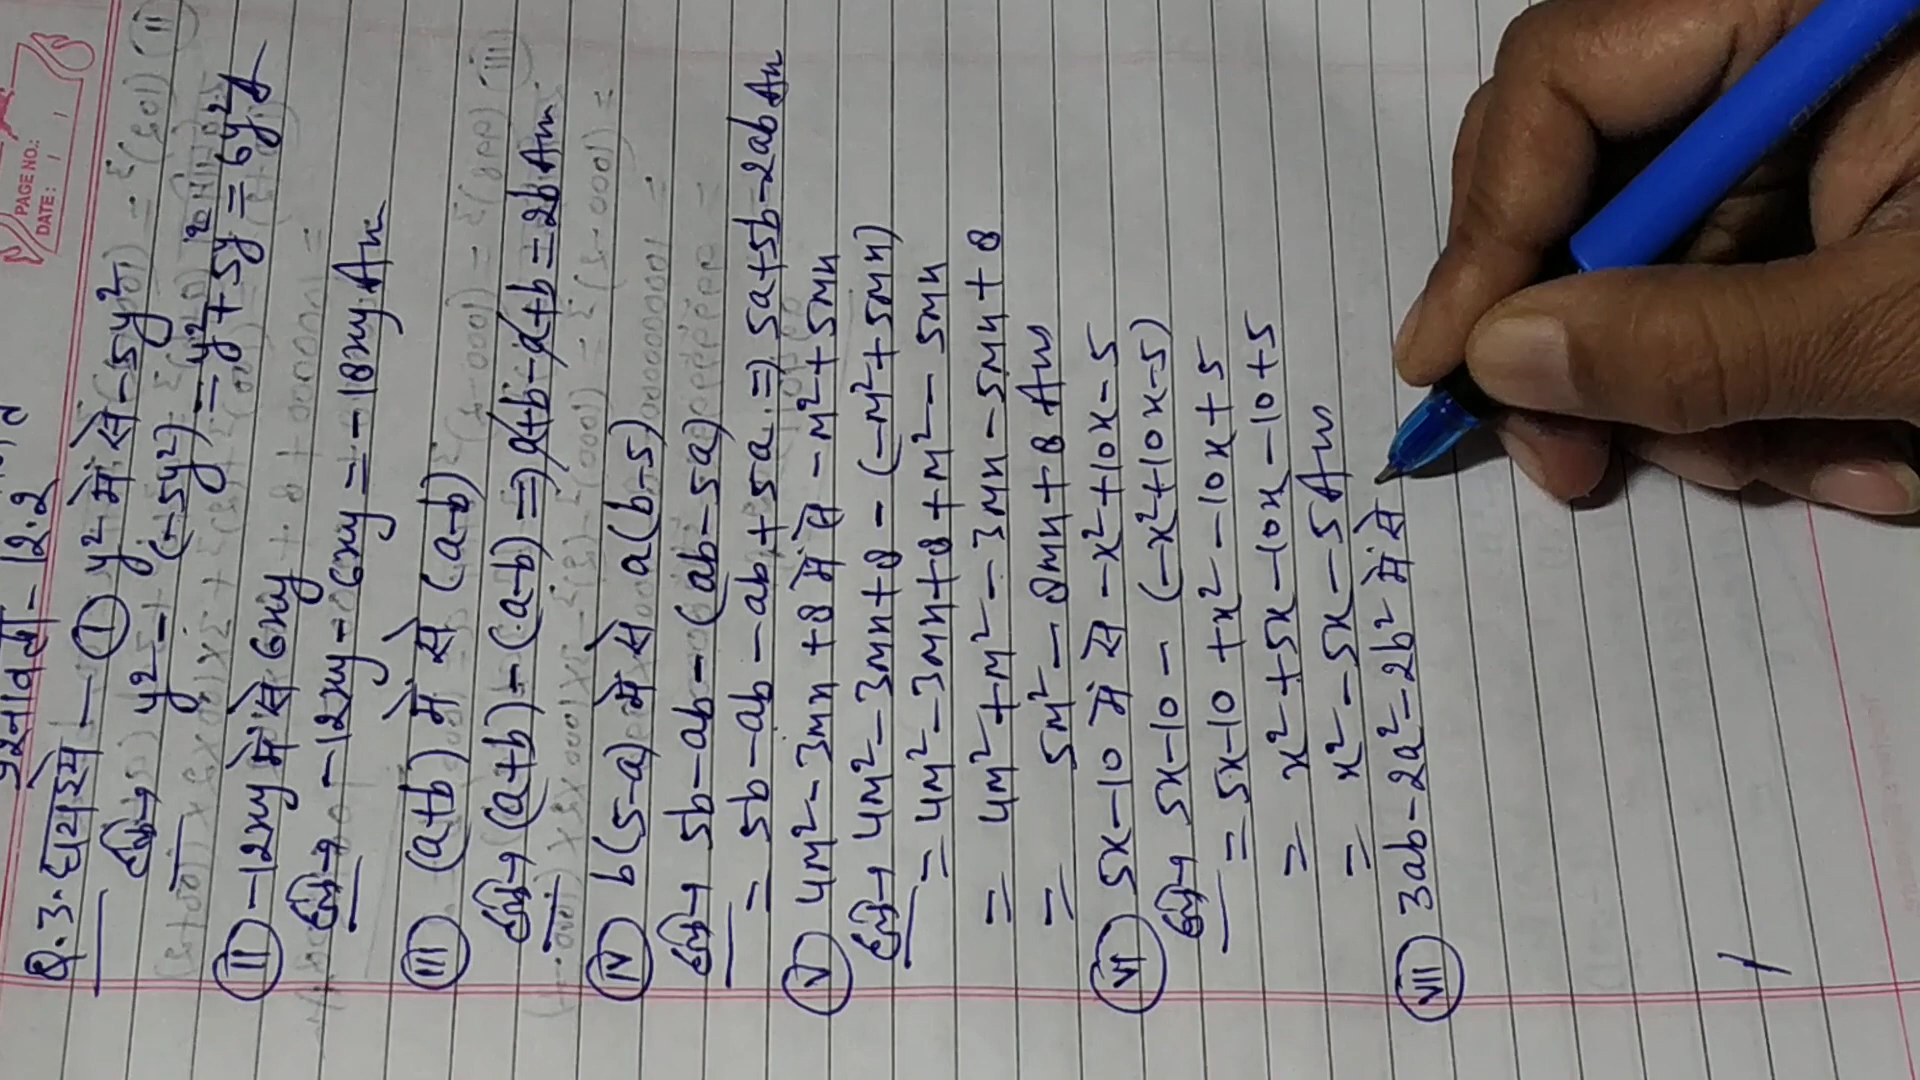 PAGE NO.:
DATE: / /
प्रश्नावली - 12.2
Q.3. घटाइये — (I) y² में से -5y²
हल→ y² - (-5y²) = y² + 5y² = 6y²
(II) -12xy में से 6xy
हल→ -12xy - 6xy = -18xy Ans
(III) (a+b) में से (a-b)
हल→ (a+b) - (a-b) ⇒ a+b-a+b = 2b Ans
(IV) b(5-a) में से a(b-5)
हल→ 5b - ab - (ab - 5a)
= 5b - ab - ab + 5a ⇒ 5a + 5b - 2ab Ans
(V) 4m² - 3mn + 8 में से -m² + 5mn
हल→ 4m² - 3mn + 8 - (-m² + 5mn)
= 4m² - 3mn + 8 + m² - 5mn
= 4m² + m² - 3mn - 5mn + 8
= 5m² - 8mn + 8 Ans
(VI) 5x - 10 में से -x² + 10x - 5
हल→ 5x - 10 - (-x² + 10x - 5)
= 5x - 10 + x² - 10x + 5
= x² + 5x - 10x - 10 + 5
= x² - 5x - 5 Ans
(VII) 3ab - 2a² - 2b² में से